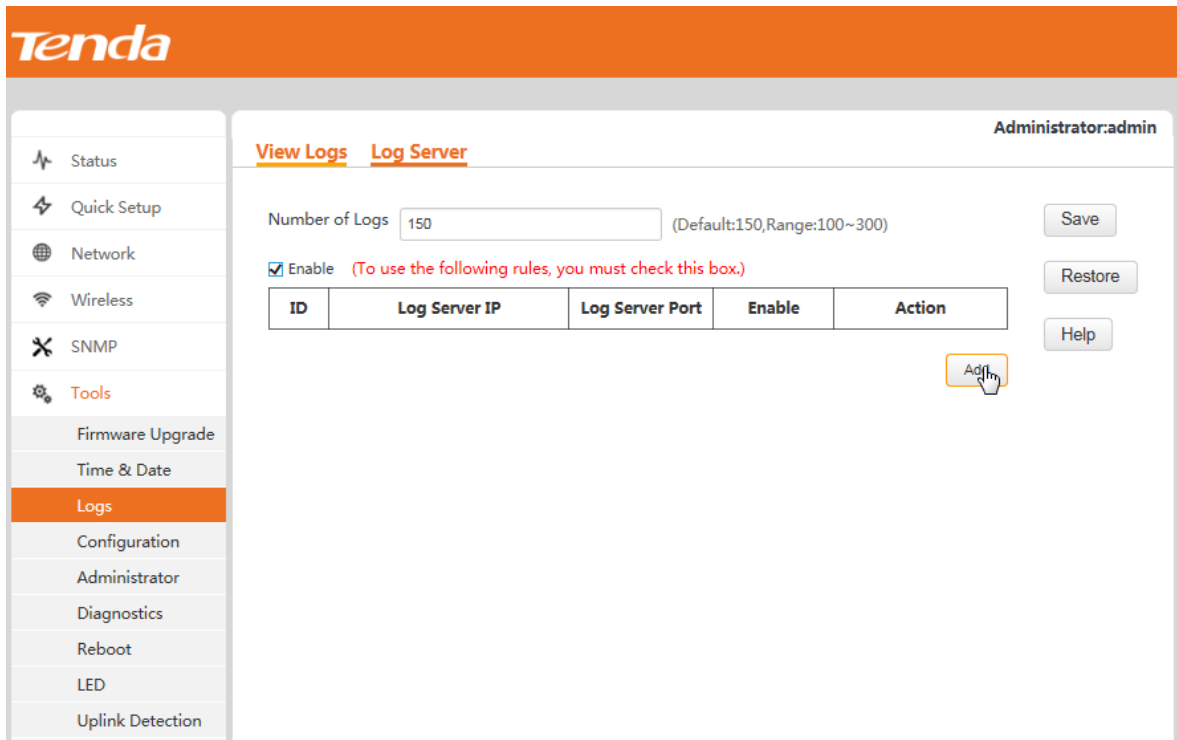 Tenda
Administrator:admin
View Logs Log Server
Status
Quick Setup
Network
Wireless
SNMP
Tools
Firmware Upgrade
Time & Date
Logs
Configuration
Administrator
Diagnostics
Reboot
LED
Uplink Detection
Number of Logs 150 (Default:150,Range:100~300)
Enable (To use the following rules, you must check this box.)
ID Log Server IP Log Server Port Enable Action
Save
Restore
Help